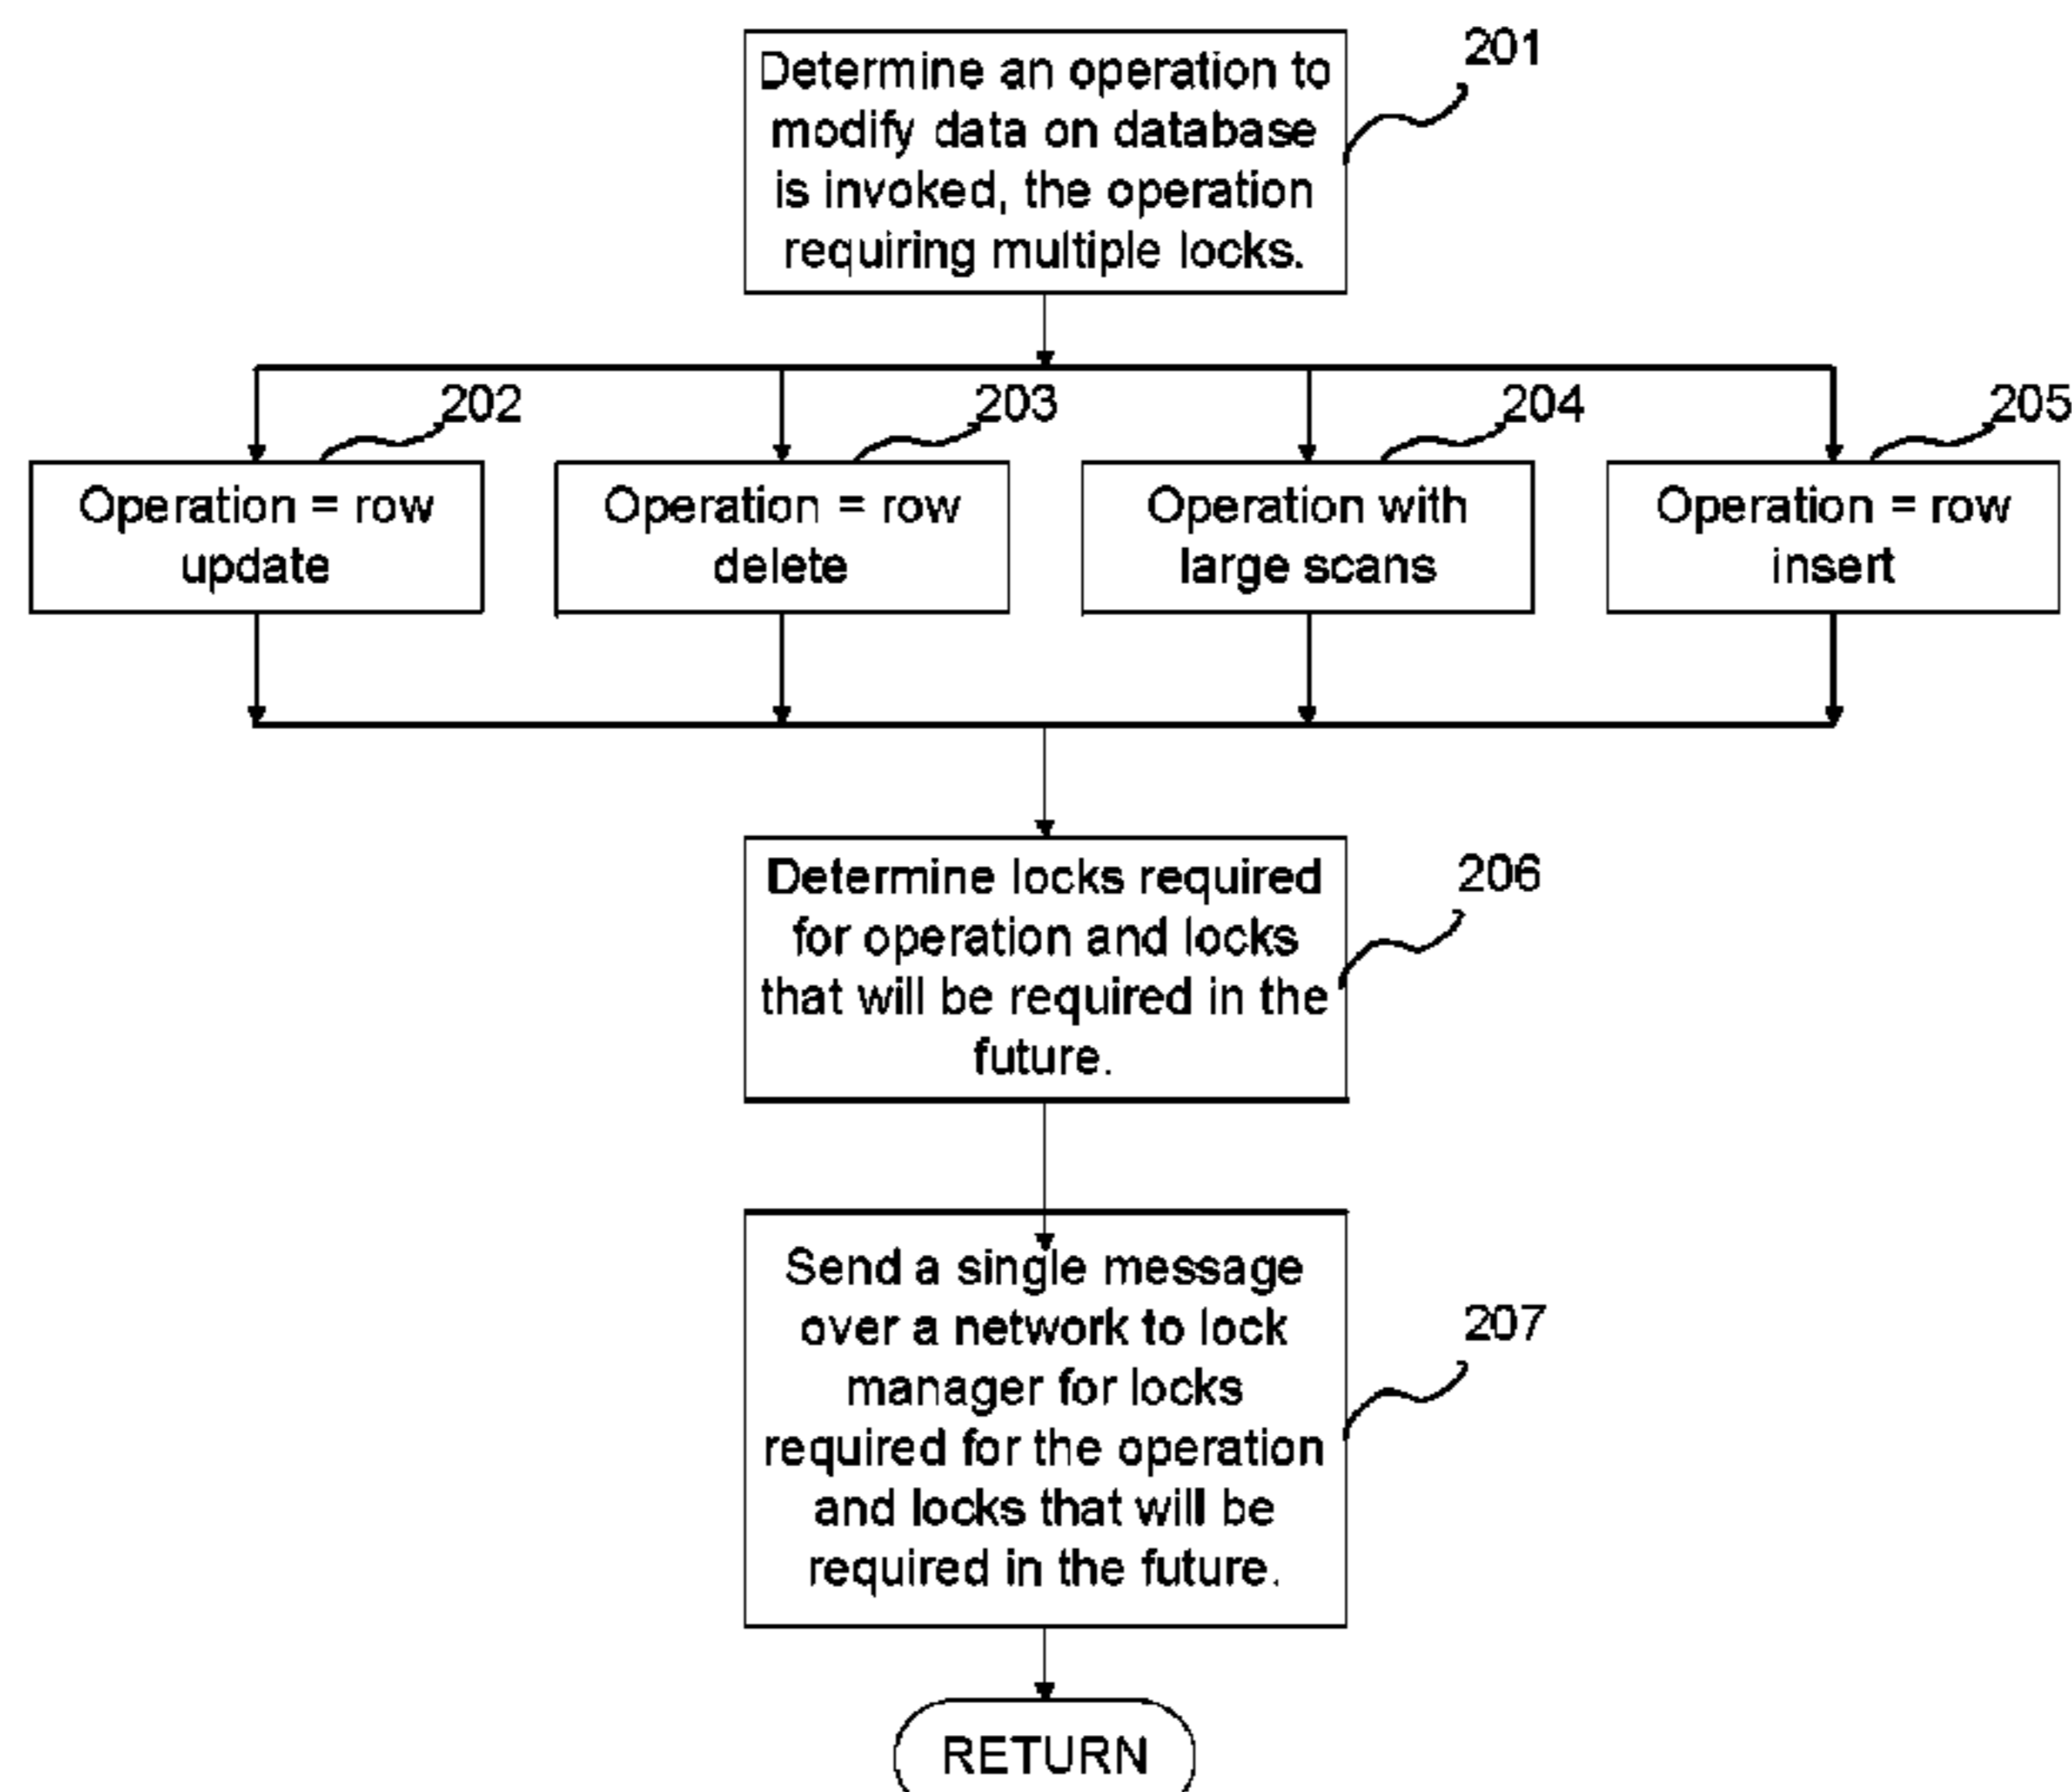 201
Determine an operation to
modify data on database
is invoked, the operation
requiring multiple locks.
202
203
204
205
Operation = row
update
Operation = row
delete
Operation with
large scans
Operation = row
insert
206
Determine locks required
for operation and locks
that will be required in the
future.
207
Send a single message
over a network to lock
manager for locks
required for the operation
and locks that will be
required in the future.
RETURN